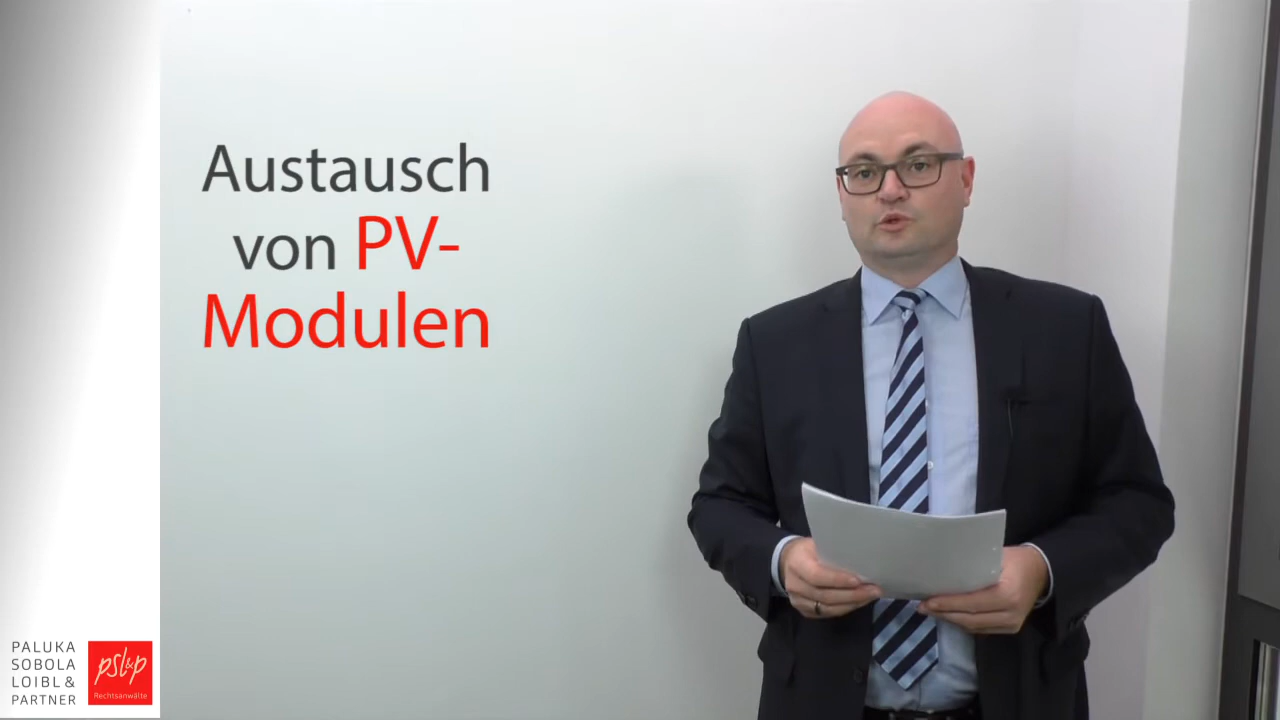 Austausch
von PV-
Modulen
PALUKA
SOBOLA
LOIBL &
PARTNER
psl&p
Rechtsanwälte